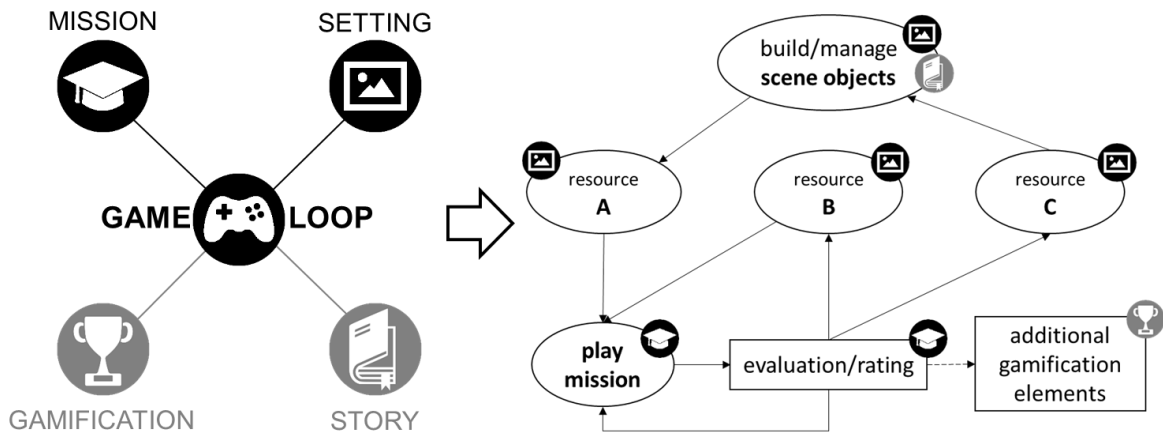 MISSION
SETTING
GAME LOOP
GAMIFICATION
STORY
build/manage
scene objects
resource
A
resource
B
resource
C
play
mission
evaluation/rating
additional
gamification
elements